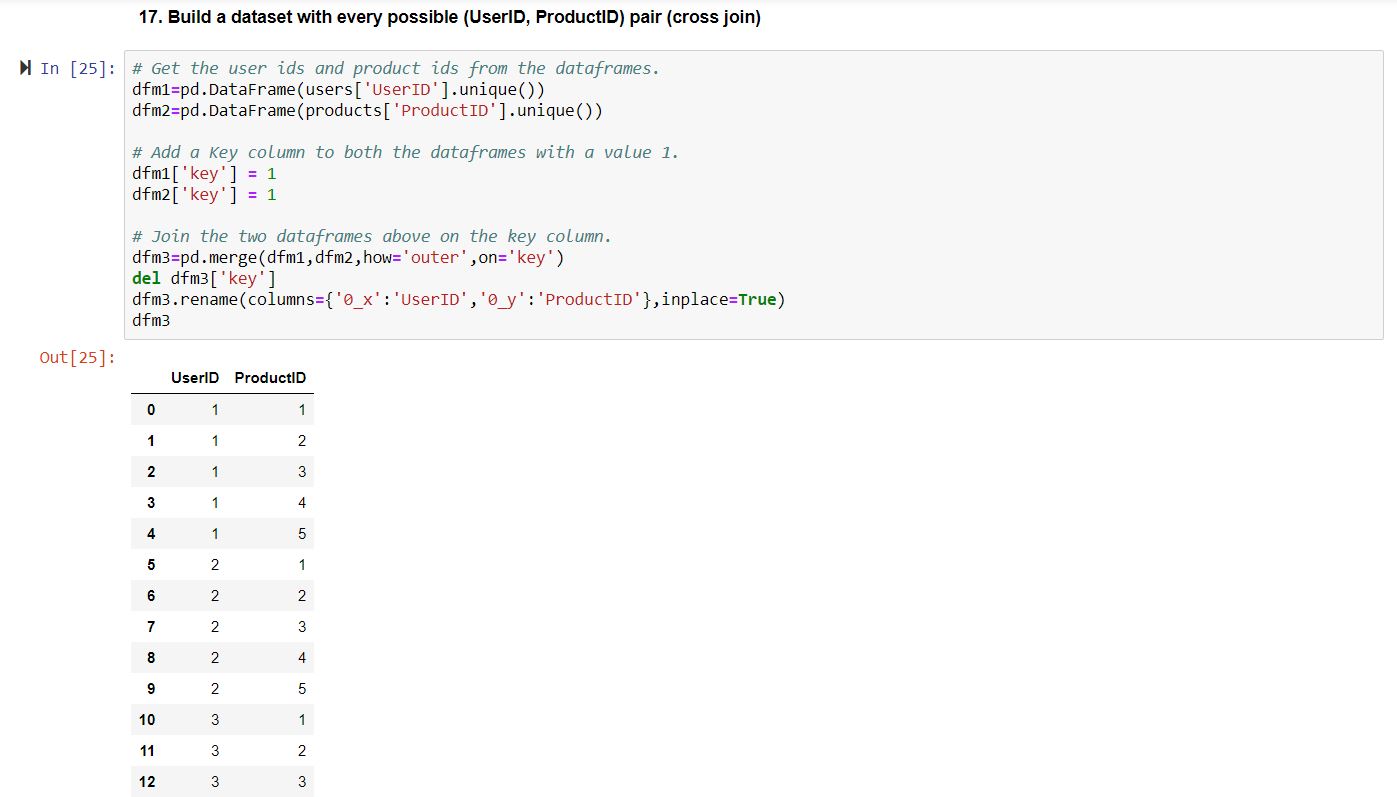 17. Build a dataset with every possible (UserID, ProductID) pair (cross join)
In [25]:
# Get the user ids and product ids from the dataframes.
dfm1=pd.DataFrame(users['UserID'].unique())
dfm2=pd.DataFrame(products['ProductID'].unique())
# Add a Key column to both the dataframes with a value 1.
dfm1['key'] = 1
dfm2['key'] = 1
# Join the two dataframes above on the key column.
dfm3=pd.merge(dfm1,dfm2,how='outer',on='key')
del dfm3['key']
dfm3.rename(columns={'0_x':'UserID','0_y':'ProductID'},inplace=True)
dfm3
Out[25]:
UserID ProductID
0 1 1
1 1 2
2 1 3
3 1 4
4 1 5
5 2 1
6 2 2
7 2 3
8 2 4
9 2 5
10 3 1
11 3 2
12 3 3